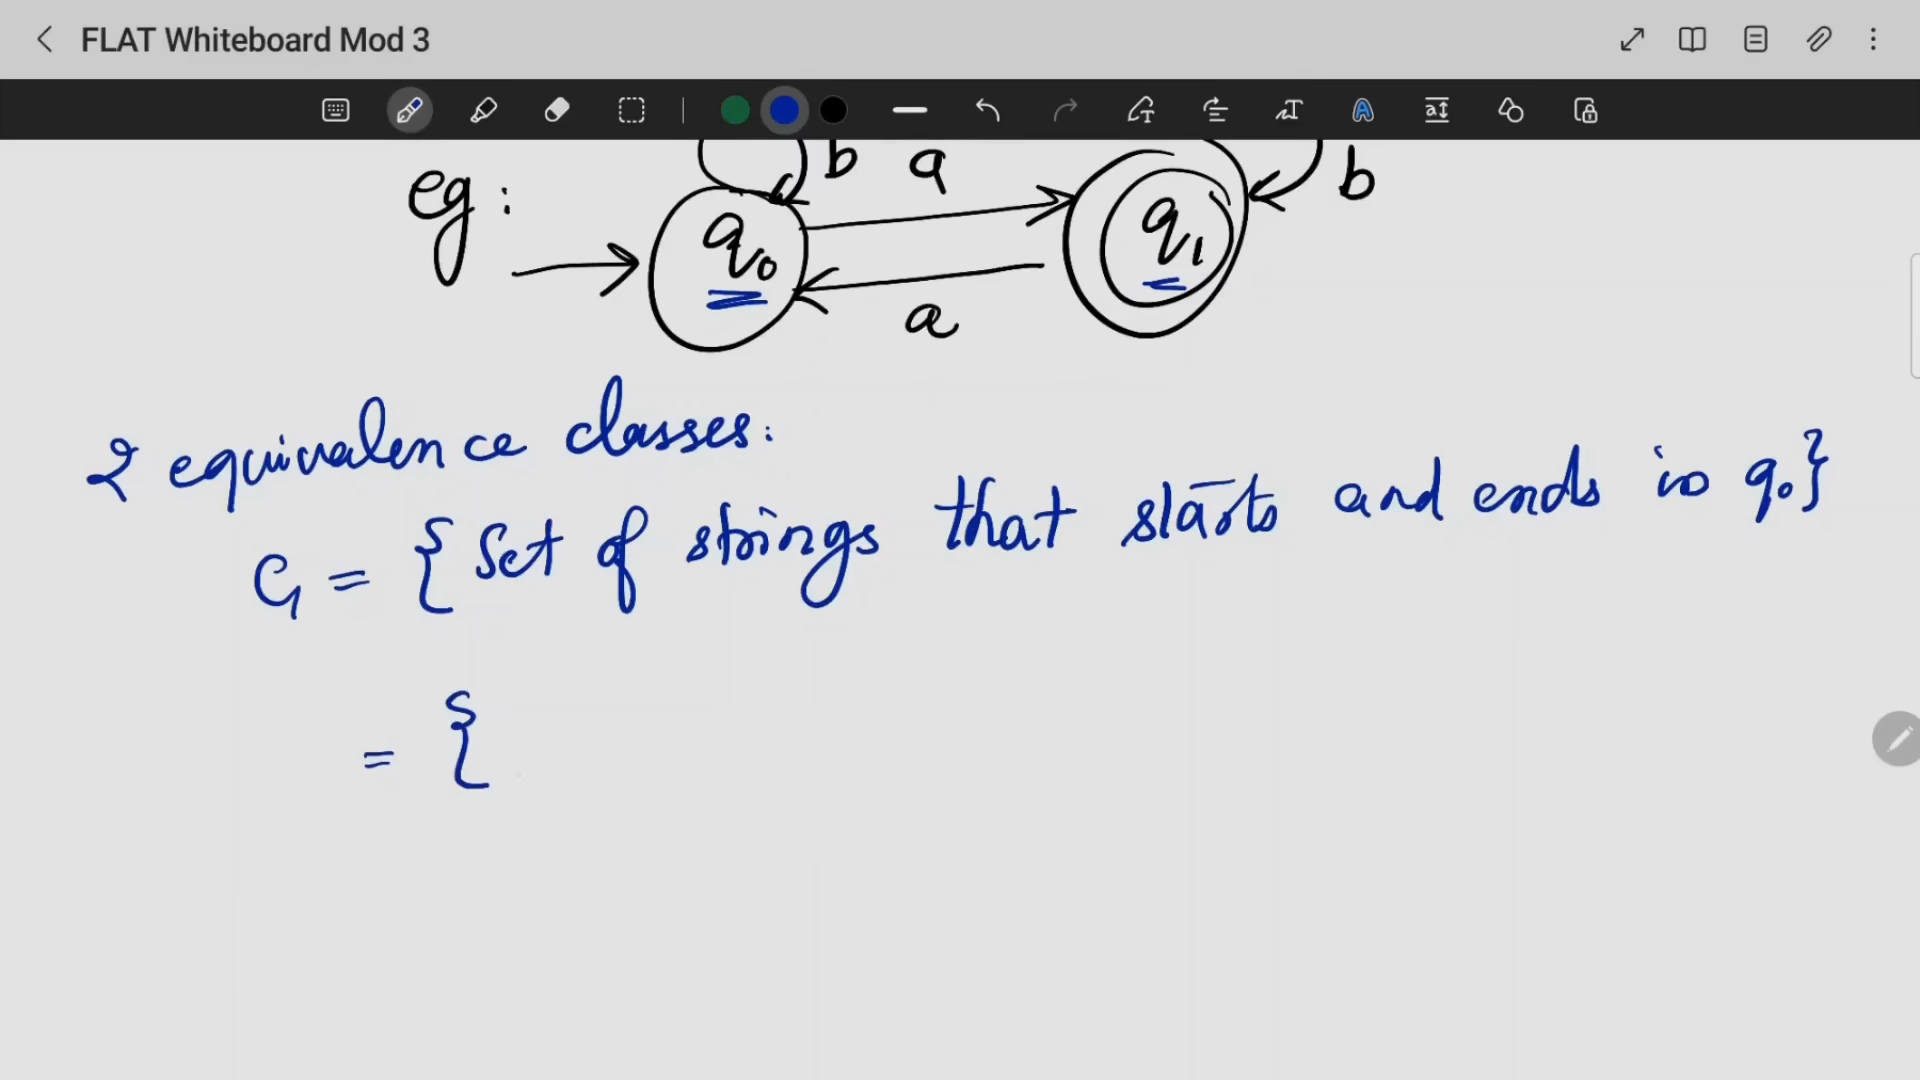 FLAT Whiteboard Mod 3
b a b
eg: q₀ q₁
a
2 equivalence classes:
C₁ = {Set of strings that starts and ends in q₀}
= {